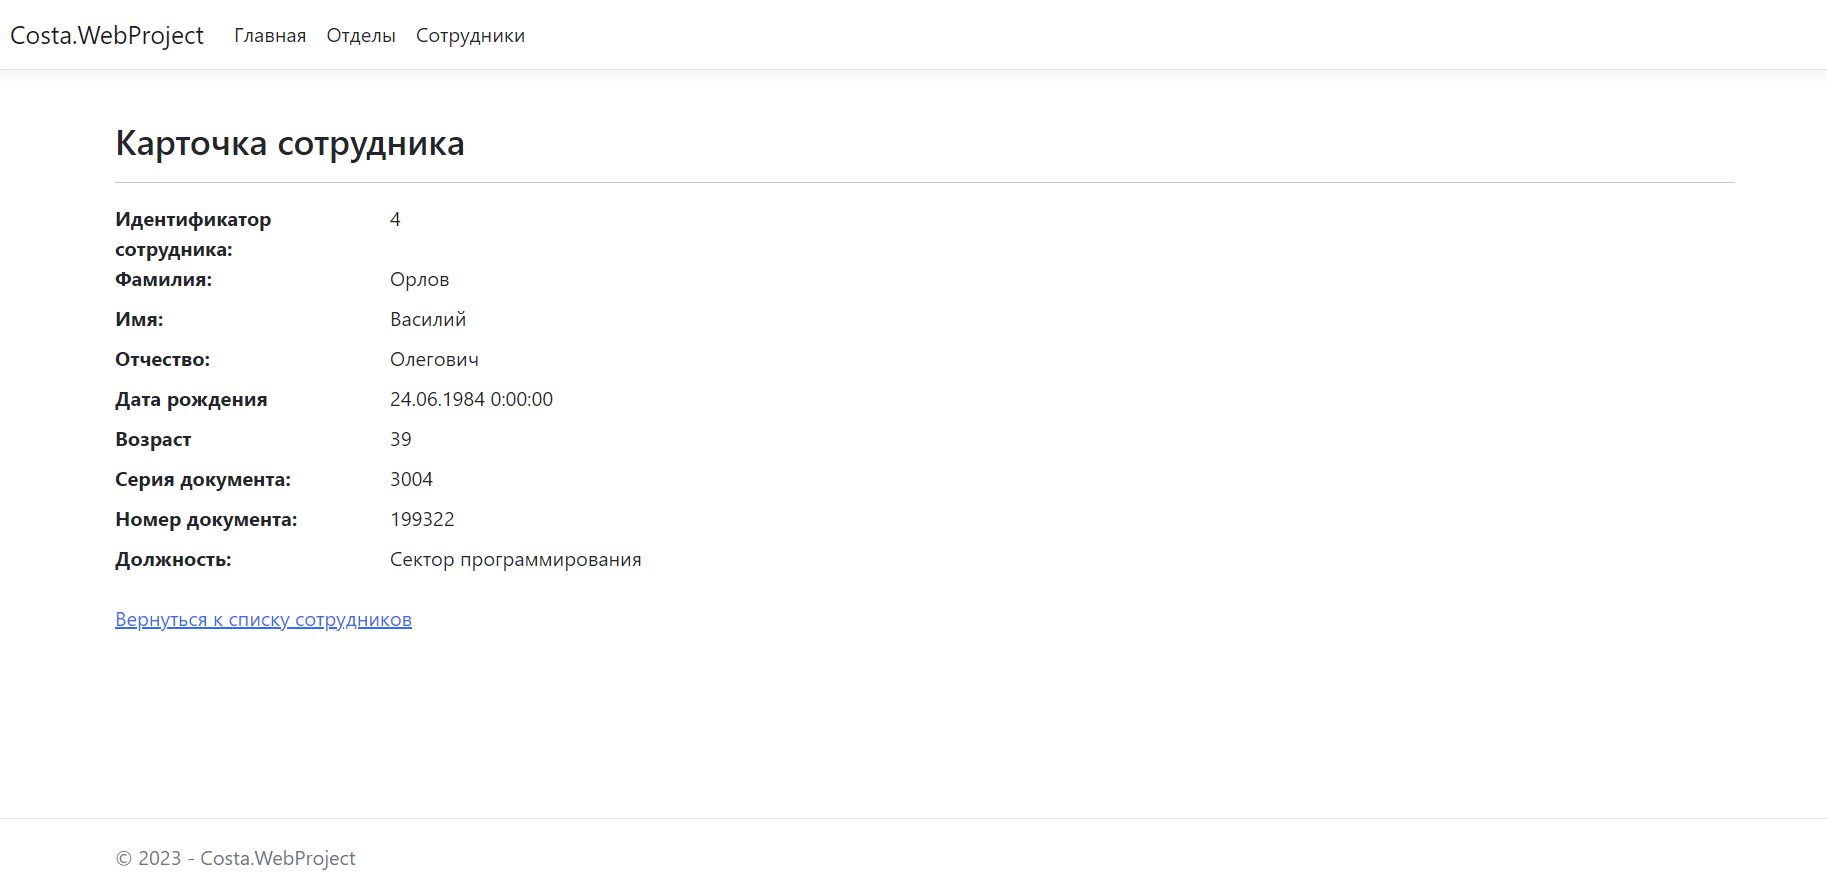 Costa.WebProject Главная Отделы Сотрудники
Карточка сотрудника
Идентификатор сотрудника: 4
Фамилия: Орлов
Имя: Василий
Отчество: Олегович
Дата рождения 24.06.1984 0:00:00
Возраст 39
Серия документа: 3004
Номер документа: 199322
Должность: Сектор программирования
Вернуться к списку сотрудников
© 2023 - Costa.WebProject